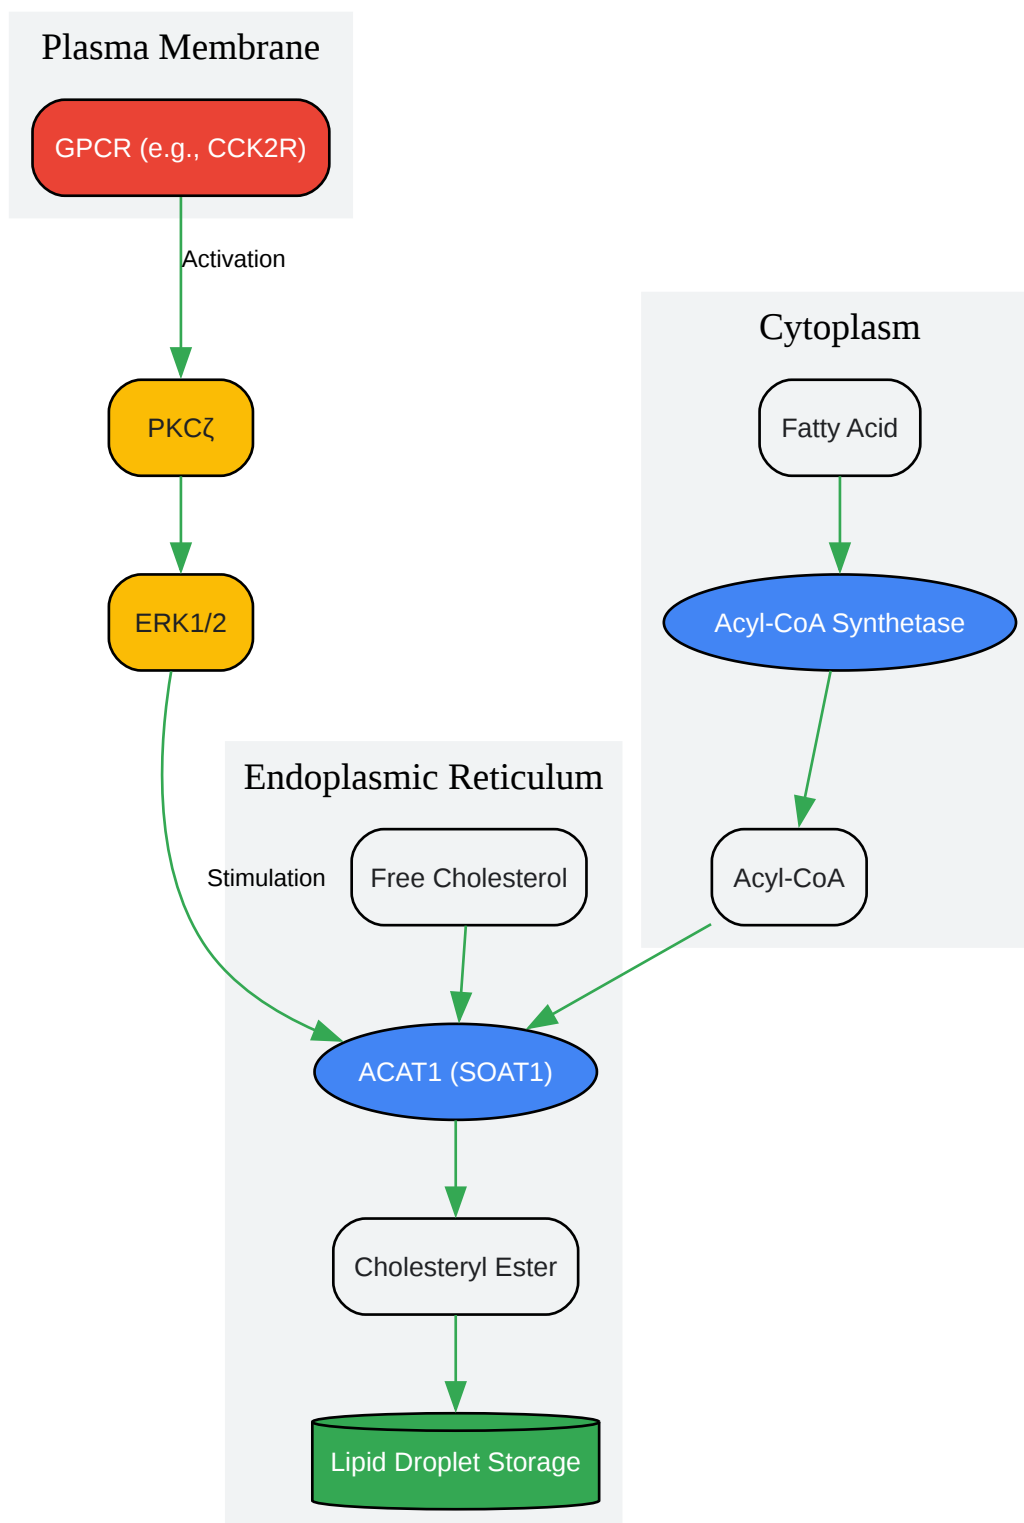 Plasma Membrane
GPCR (e.g., CCK2R)
Activation
PKCζ
ERK1/2
Stimulation
Cytoplasm
Fatty Acid
Acyl-CoA Synthetase
Acyl-CoA
Endoplasmic Reticulum
Free Cholesterol
ACAT1 (SOAT1)
Cholesteryl Ester
Lipid Droplet Storage